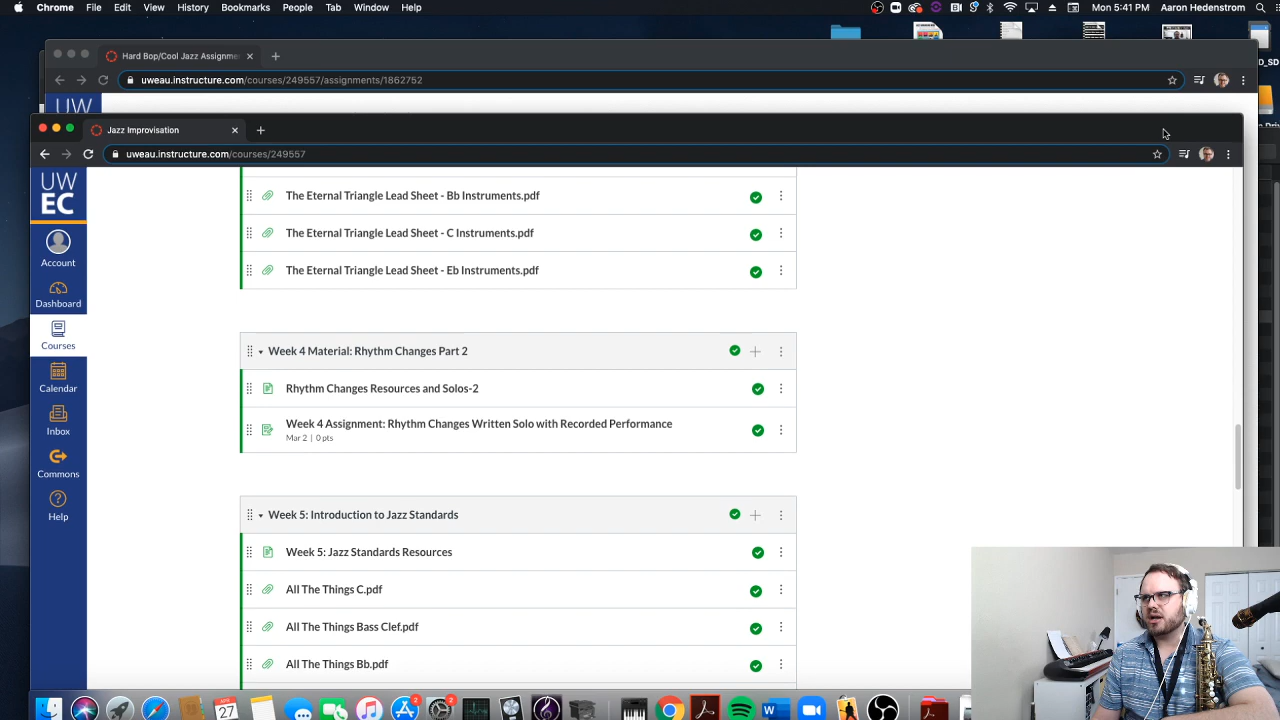 Chrome File Edit View History Bookmarks People Tab Window Help Mon 5:41 PM Aaron Hedenstrom
Hard Bop/Cool Jazz Assignme
uweau.instructure.com/courses/249557/assignments/1862752
UW
Jazz Improvisation
uweau.instructure.com/courses/249557
UW
EC
Account
Dashboard
Courses
Calendar
Inbox
Commons
Help
The Eternal Triangle Lead Sheet - Bb Instruments.pdf
The Eternal Triangle Lead Sheet - C Instruments.pdf
The Eternal Triangle Lead Sheet - Eb Instruments.pdf
Week 4 Material: Rhythm Changes Part 2
Rhythm Changes Resources and Solos-2
Week 4 Assignment: Rhythm Changes Written Solo with Recorded Performance
Mar 2 | 0 pts
Week 5: Introduction to Jazz Standards
Week 5: Jazz Standards Resources
All The Things C.pdf
All The Things Bass Clef.pdf
All The Things Bb.pdf
27